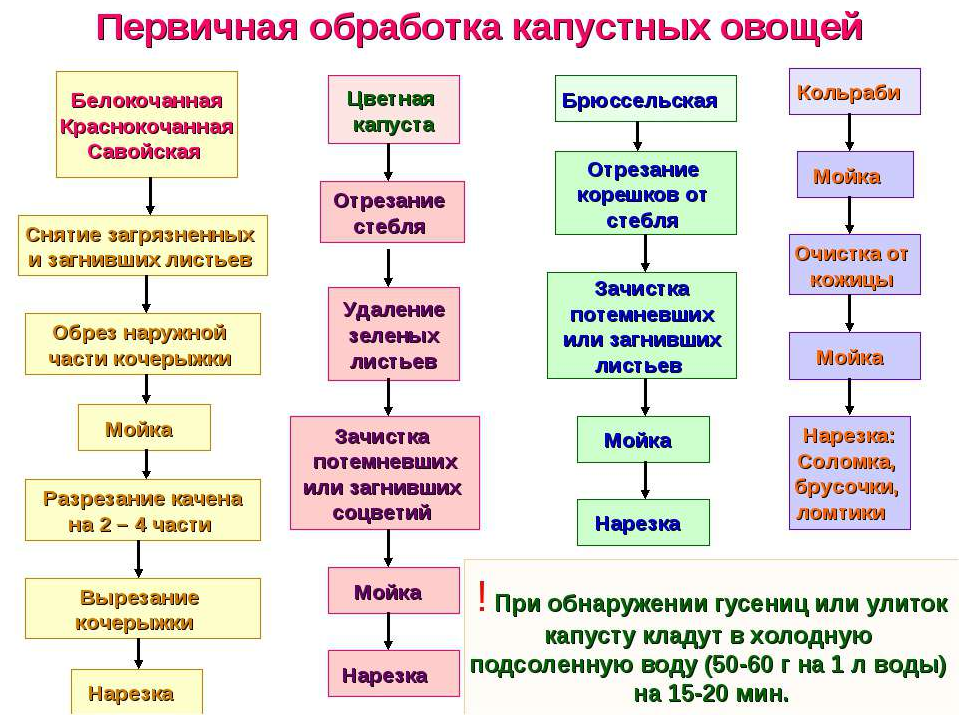 Первичная обработка капустных овощей
Белокочанная
Краснокочанная
Савойская
Снятие загрязненных
и загнивших листьев
Обрез наружной
части кочерыжки
Мойка
Разрезание качена
на 2 – 4 части
Вырезание
кочерыжки
Нарезка
Цветная
капуста
Отрезание
стебля
Удаление
зеленых
листьев
Зачистка
потемневших
или загнивших
соцветий
Мойка
Нарезка
Брюссельская
Отрезание
корешков от
стебля
Зачистка
потемневших
или загнивших
листьев
Мойка
Нарезка
Кольраби
Мойка
Очистка от
кожицы
Мойка
Нарезка:
Соломка,
брусочки,
ломтики
! При обнаружении гусениц или улиток
капусту кладут в холодную
подсоленную воду (50-60 г на 1 л воды)
на 15-20 мин.